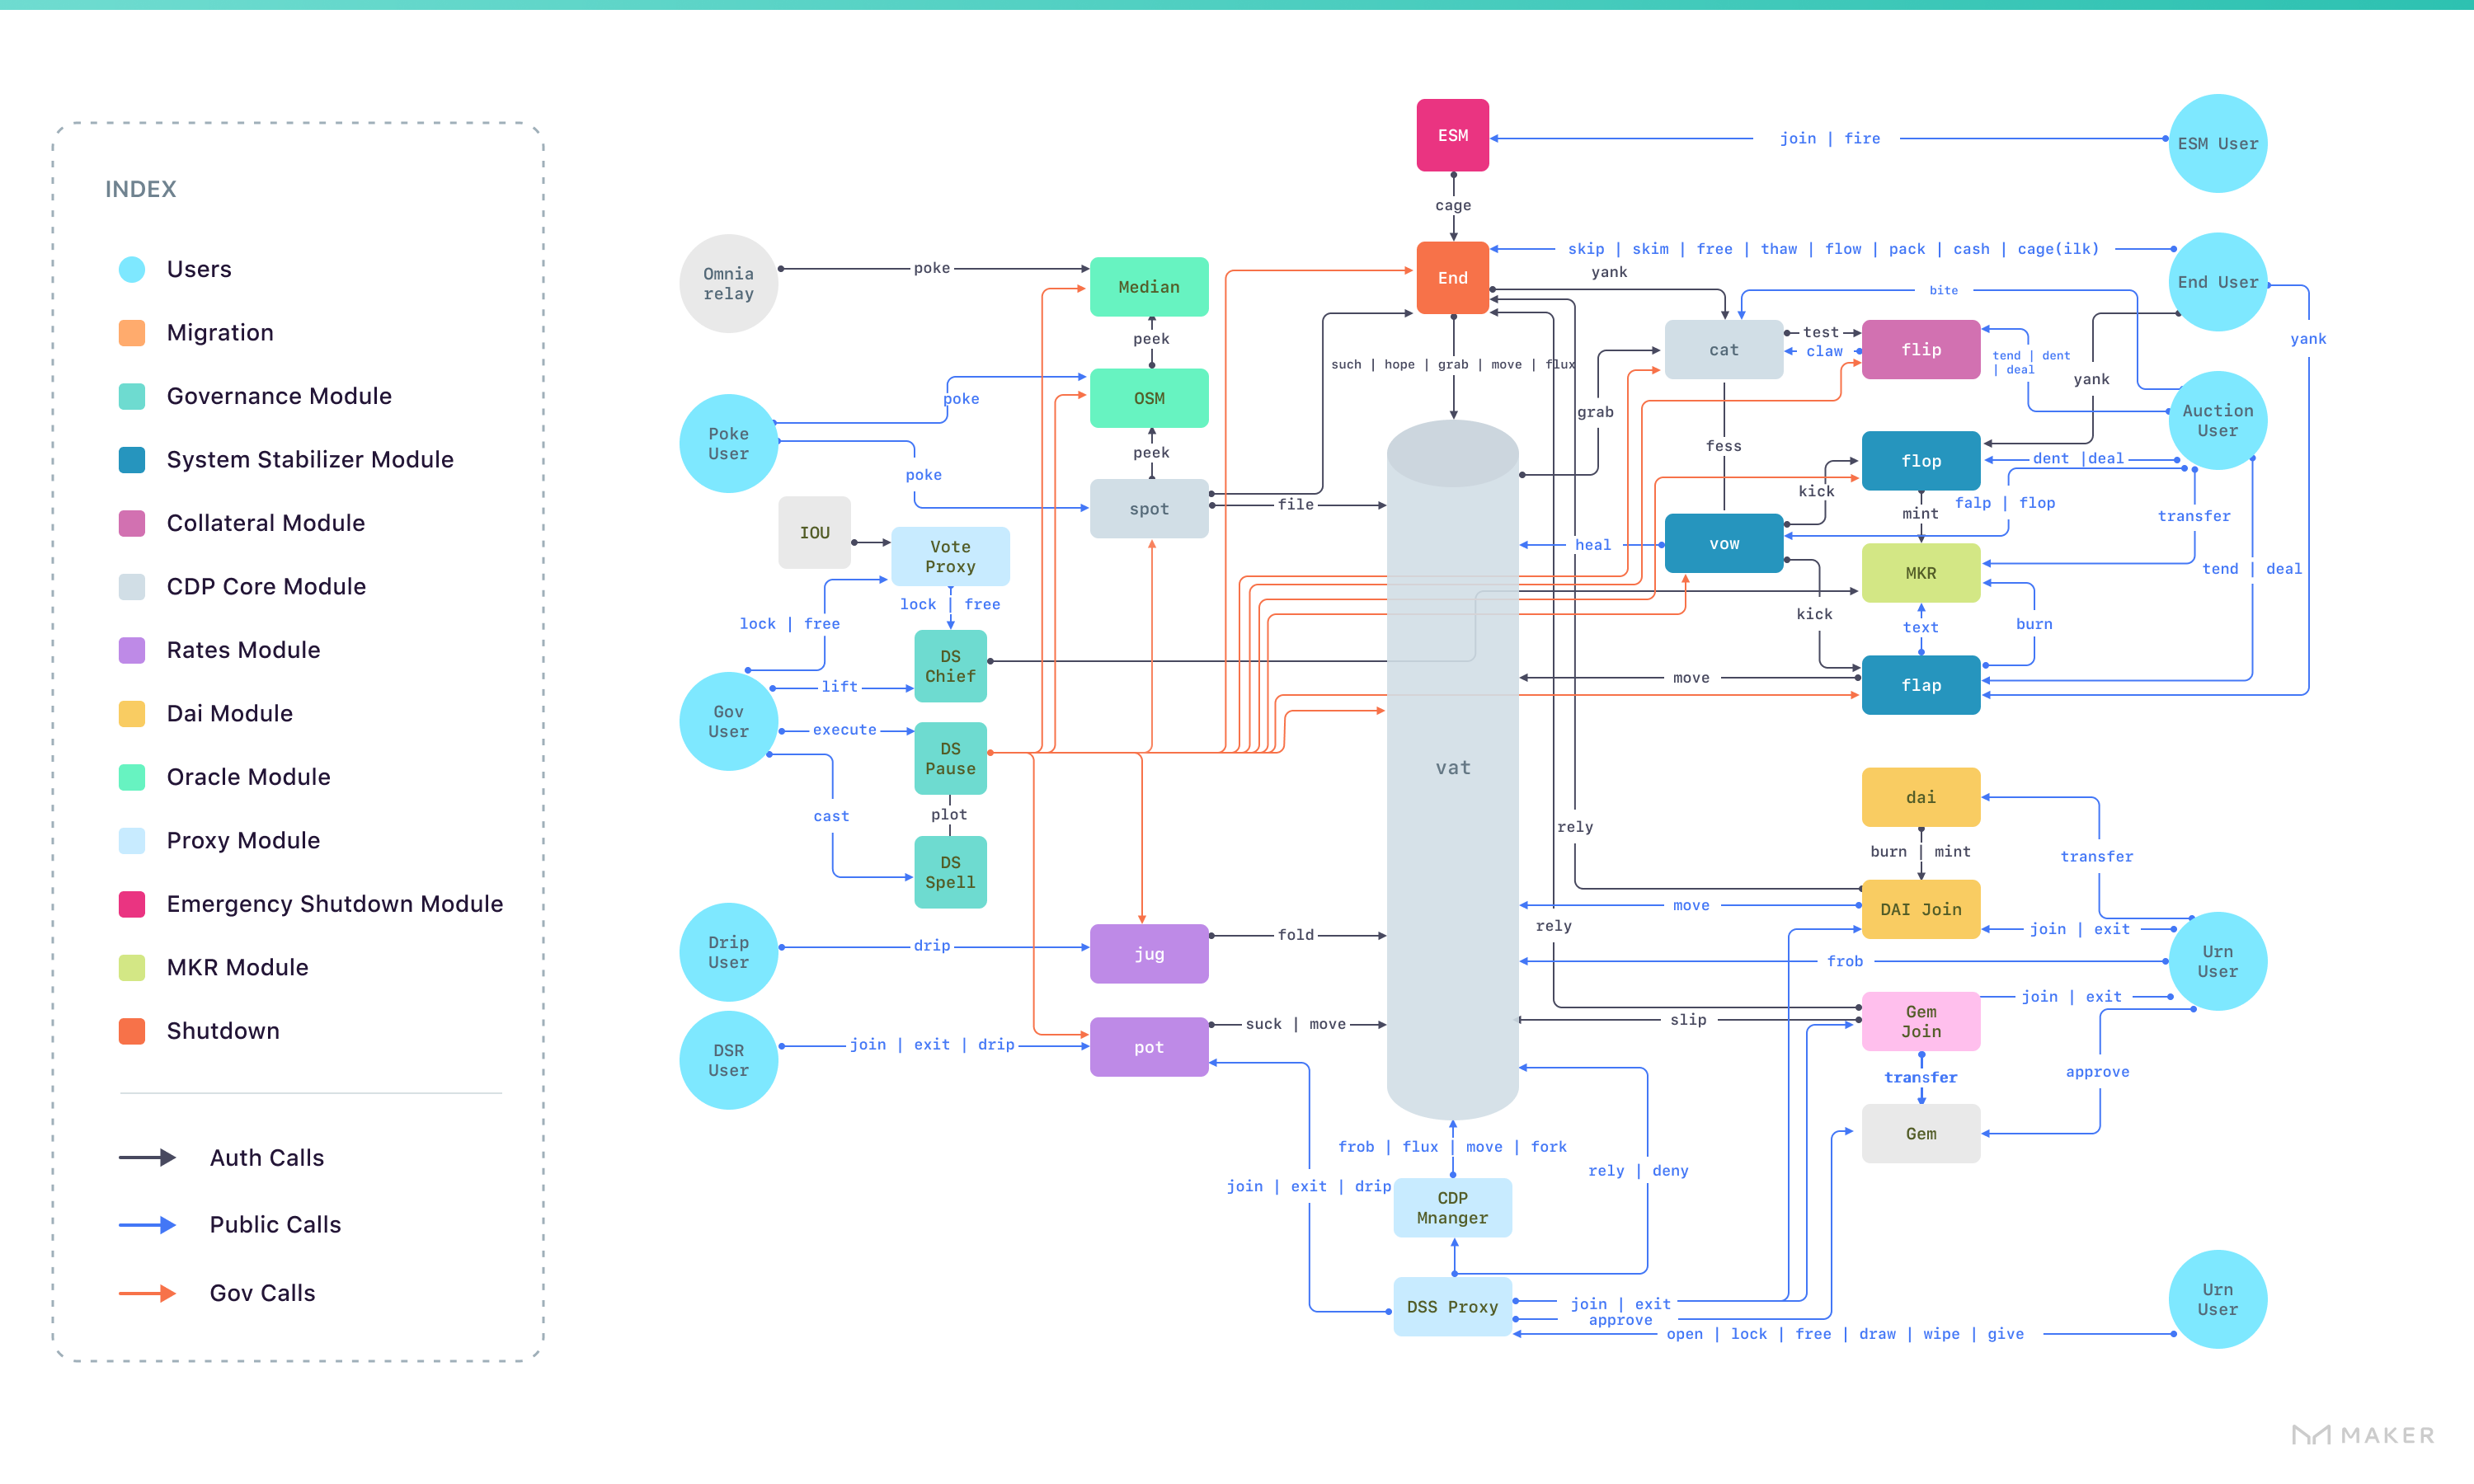 INDEX
Users
Migration
Governance Module
System Stabilizer Module
Collateral Module
CDP Core Module
Rates Module
Dai Module
Oracle Module
Proxy Module
Emergency Shutdown Module
MKR Module
Shutdown
Auth Calls
Public Calls
Gov Calls
ESM
join | fire
ESM User
cage
Omnia
relay
poke
Median
End
skip | skim | free | thaw | flow | pack | cash | cage(ilk)
End User
yank
bite
peek
such | hope | grab | move | flux
cat
test
claw
flip
tend | dent
| deal
yank
yank
OSM
poke
Poke
User
poke
peek
grab
fess
Auction
User
spot
file
kick
flop
dent |deal
falp | flop
mint
transfer
IOU
Vote
Proxy
heal
vow
MKR
tend | deal
lock | free
lock | free
kick
text
burn
DS
Chief
lift
Gov
User
move
flap
execute
DS
Pause
plot
cast
DS
Spell
vat
dai
rely
burn | mint
transfer
DAI Join
move
join | exit
Drip
User
drip
jug
fold
rely
frob
Urn
User
Gem
Join
join | exit
slip
DSR
User
join | exit | drip
pot
suck | move
transfer
approve
Gem
frob | flux | move | fork
rely | deny
join | exit | drip
CDP
Mnanger
DSS Proxy
join | exit
approve
open | lock | free | draw | wipe | give
Urn
User
MAKER